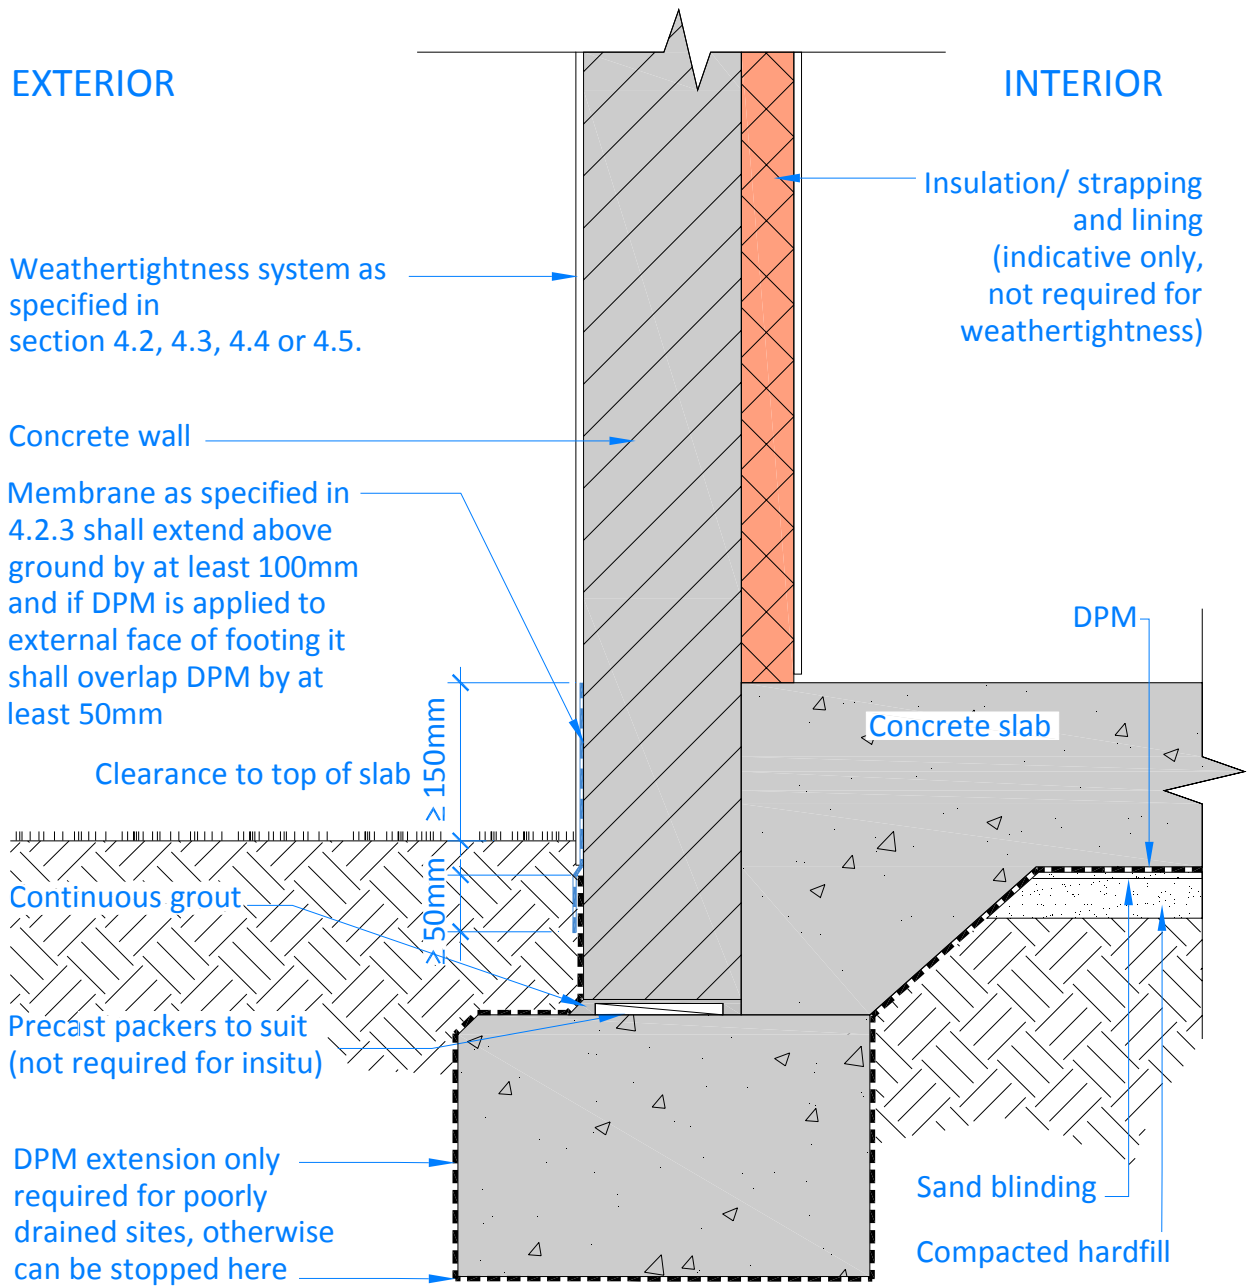 EXTERIOR
INTERIOR
Insulation/ strapping
and lining
(indicative only,
not required for
weathertightness)
Weathertightness system as
specified in
section 4.2, 4.3, 4.4 or 4.5.
Concrete wall
Membrane as specified in
4.2.3 shall extend above
ground by at least 100mm
and if DPM is applied to
external face of footing it
shall overlap DPM by at
least 50mm
DPM
Concrete slab
Clearance to top of slab
≥ 150mm
Continuous grout
≥ 50mm
Precast packers to suit
(not required for insitu)
DPM extension only
required for poorly
drained sites, otherwise
can be stopped here
Sand blinding
Compacted hardfill